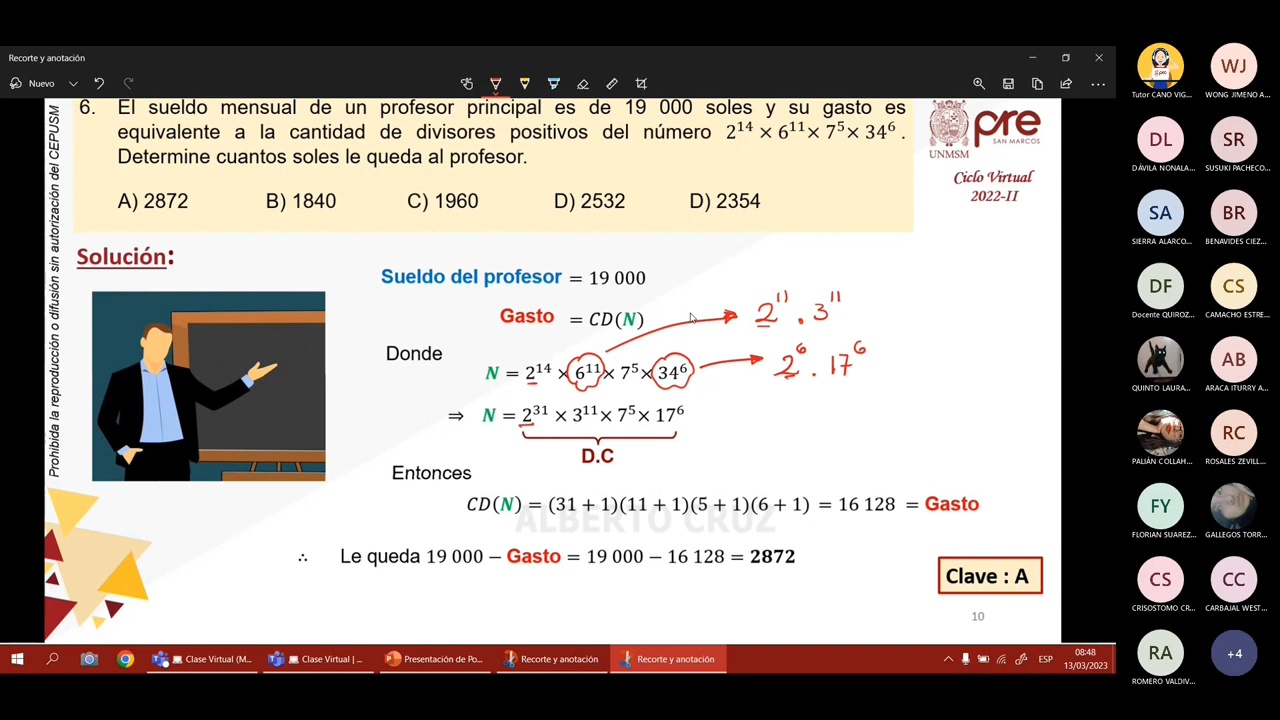 Recorte y anotación
Nuevo
Prohibida la reproducción o difusión sin autorización del CEPUSM
6. El sueldo mensual de un profesor principal es de 19 000 soles y su gasto es
equivalente a la cantidad de divisores positivos del número 2¹⁴ × 6¹¹ × 7⁵ × 34⁶ .
Determine cuantos soles le queda al profesor.
A) 2872 B) 1840 C) 1960 D) 2532 D) 2354
UNMSM
pre
SAN MARCOS
Ciclo Virtual
2022-II
Solución:
Sueldo del profesor = 19 000
Gasto = CD(N)
2¹¹ . 3¹¹
Donde
N = 2¹⁴ × 6¹¹ × 7⁵ × 34⁶
2⁶ . 17⁶
⇒ N = 2³¹ × 3¹¹ × 7⁵ × 17⁶
D.C
Entonces
CD(N) = (31 + 1)(11 + 1)(5 + 1)(6 + 1) = 16 128 = Gasto
ALBERTO CRUZ
∴ Le queda 19 000 − Gasto = 19 000 − 16 128 = 2872
Clave : A
10
Tutor CANO VIG...
WJ
WONG JIMENO A...
DL
DÁVILA NONALA...
SR
SUSUKI PACHECO...
SA
SIERRA ALARCO...
BR
BENAVIDES CIEZ...
DF
Docente QUIROZ...
CS
CAMACHO ESTRE...
QUINTO LAURA...
AB
ARACA ITURRY A...
PALIÁN COLLAH...
RC
ROSALES ZEVILL...
FY
FLORIAN SUAREZ...
GALLEGOS TORR...
CS
CRISOSTOMO CR...
CC
CARBAJAL WEST...
RA
ROMERO VALDIV...
+4
Clase Virtual (M...
Clase Virtual | ...
Presentación de Po...
Recorte y anotación
Recorte y anotación
ESP
08:48
13/03/2023